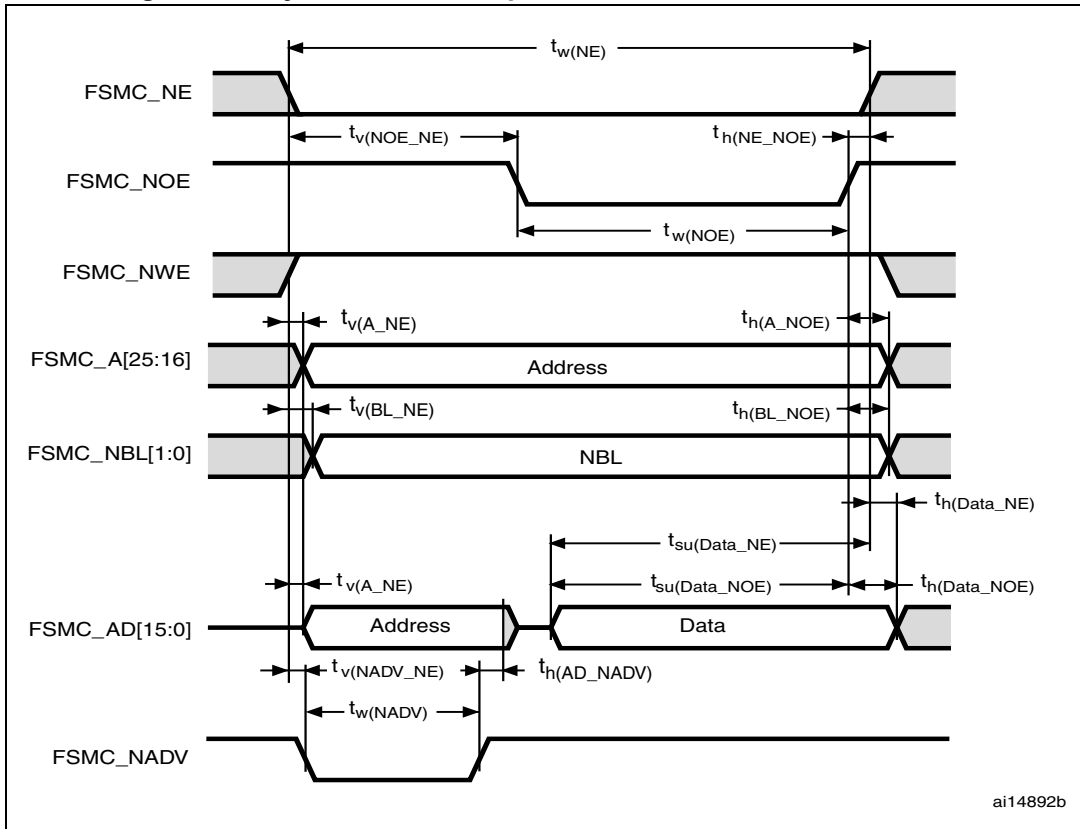 tw(NE)
FSMC_NE
tv(NOE_NE)
th(NE_NOE)
FSMC_NOE
tw(NOE)
FSMC_NWE
tv(A_NE)
th(A_NOE)
FSMC_A[25:16]
Address
tv(BL_NE)
th(BL_NOE)
FSMC_NBL[1:0]
NBL
th(Data_NE)
tsu(Data_NE)
tv(A_NE)
tsu(Data_NOE)
th(Data_NOE)
FSMC_AD[15:0]
Address
Data
tv(NADV_NE)
th(AD_NADV)
tw(NADV)
FSMC_NADV
ai14892b